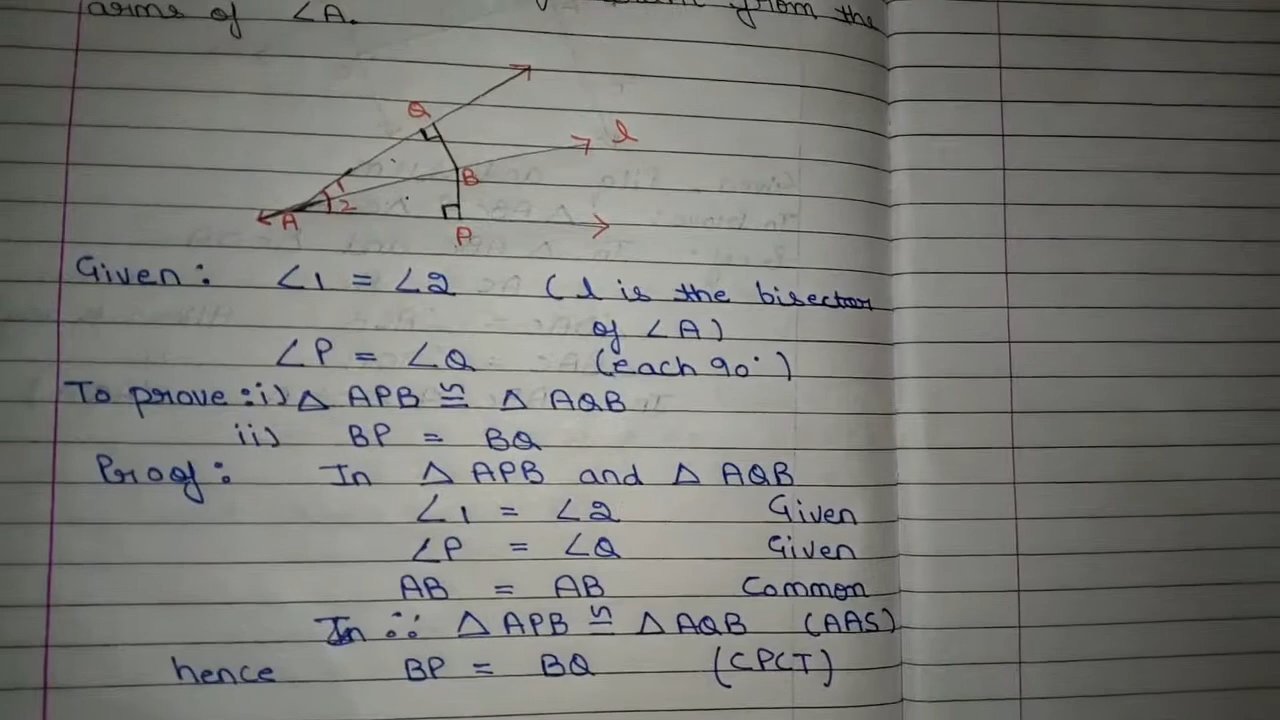 arms of ∠A. from the
Q
l
B
1
2
A
P
Given: ∠1 = ∠2 (l is the bisector
of ∠A)
∠P = ∠Q (each 90°)
To prove: i) △ APB ≅ △ AQB
ii) BP = BQ
Proof: In △ APB and △ AQB
∠1 = ∠2 Given
∠P = ∠Q Given
AB = AB Common
In ∴ △ APB ≅ △ AQB (AAS)
hence BP = BQ (CPCT)